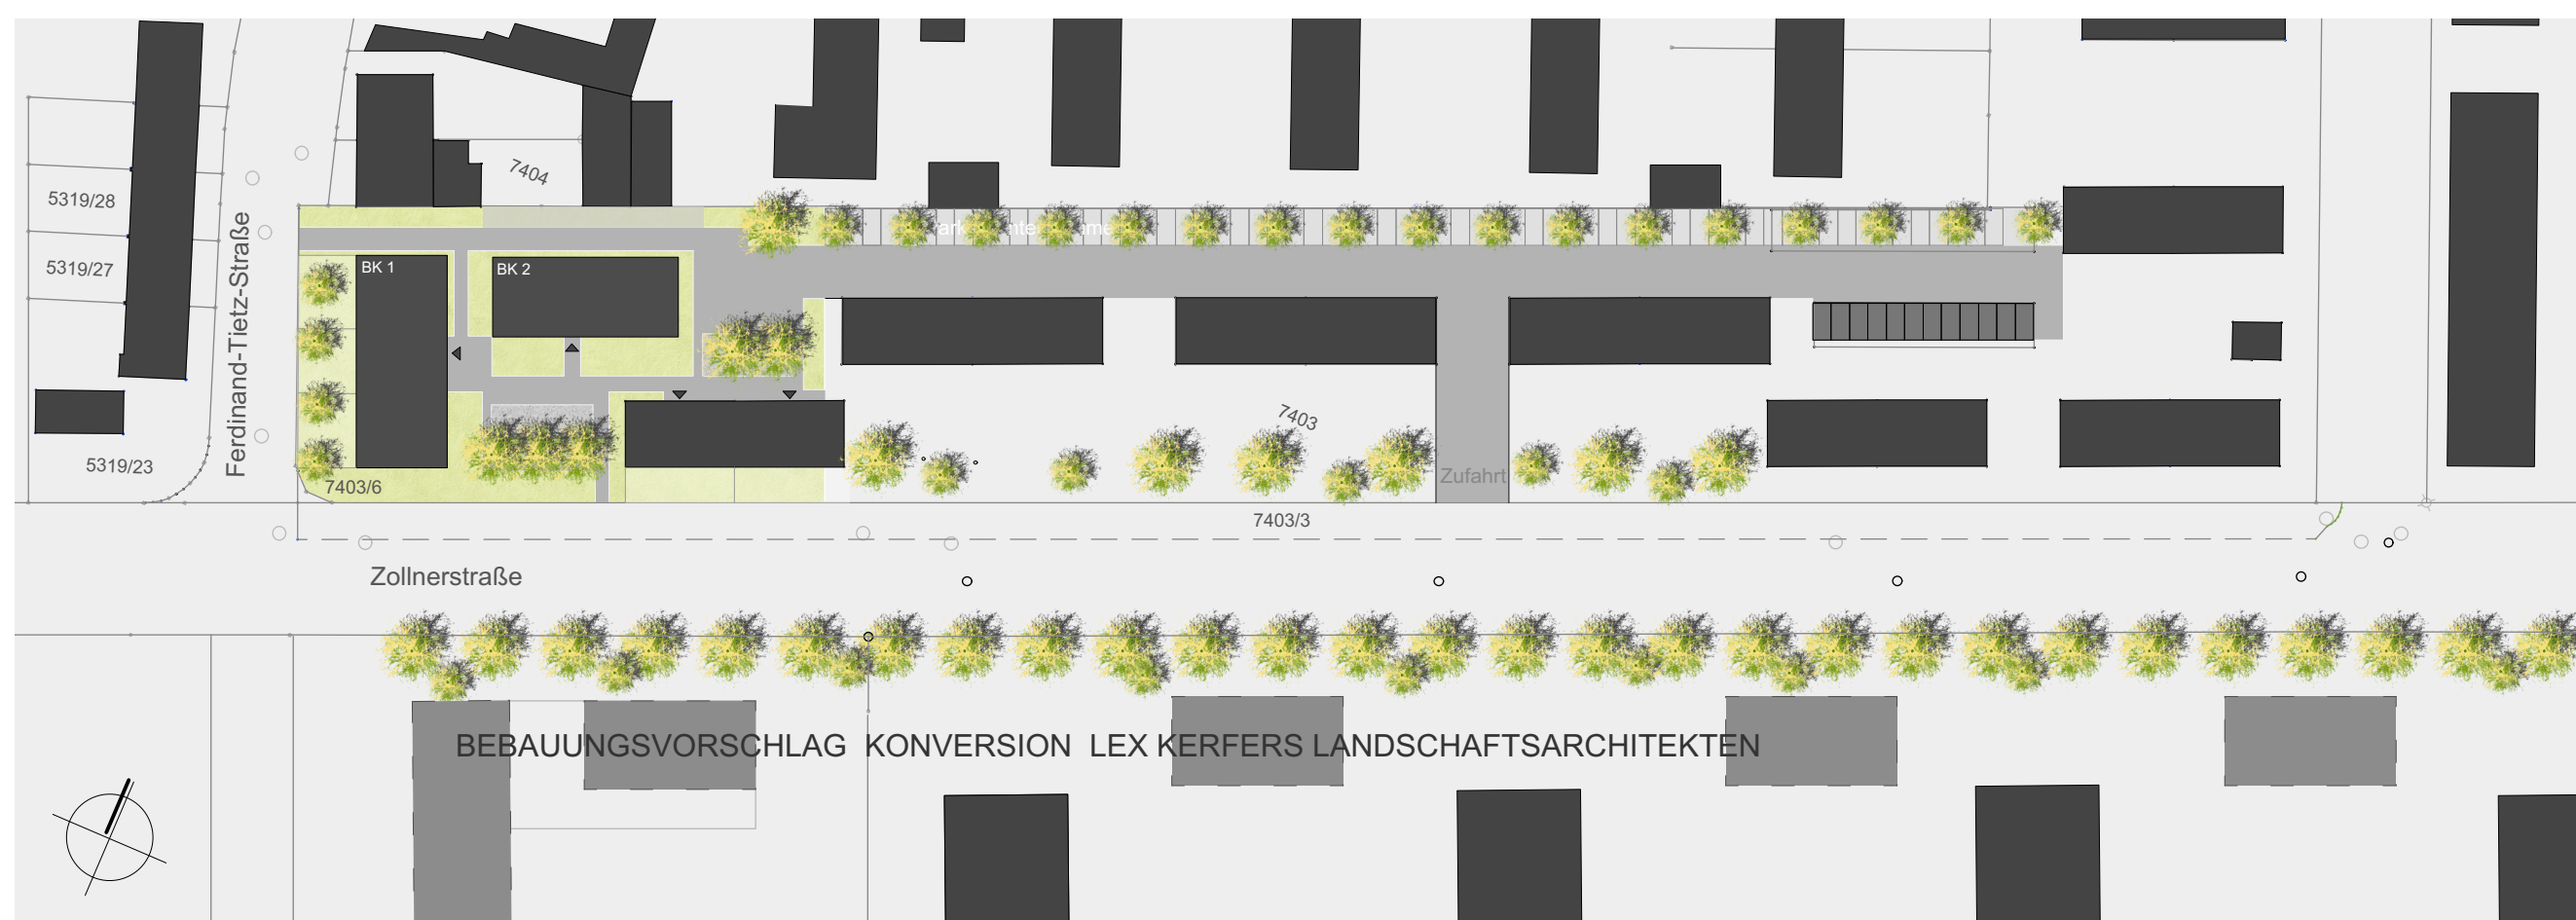 7404
5319/28
5319/27
Ferdinand-Tietz-Straße
BK 1
BK 2
5319/23
7403/6
7403
Zufahrt
7403/3
Zollnerstraße
BEBAUUNGSVORSCHLAG KONVERSION LEX KERFERS LANDSCHAFTSARCHITEKTEN